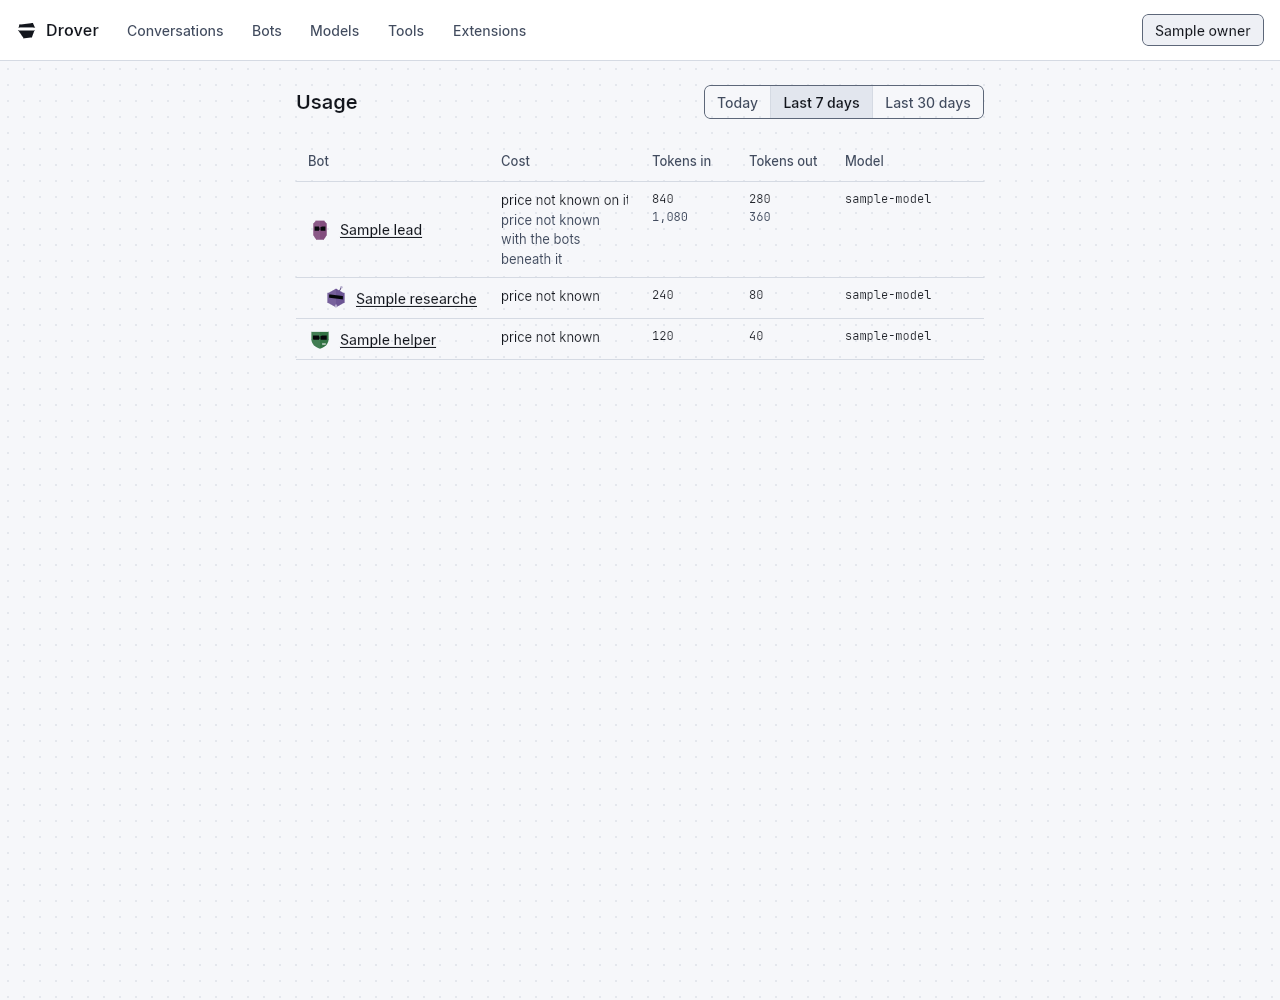 Drover Conversations Bots Models Tools Extensions Sample owner
Usage Today Last 7 days Last 30 days
Bot Cost Tokens in Tokens out Model
Sample lead
price not known on it
price not known
with the bots
beneath it
840
1,080
280
360
sample-model
Sample researche price not known 240 80 sample-model
Sample helper price not known 120 40 sample-model